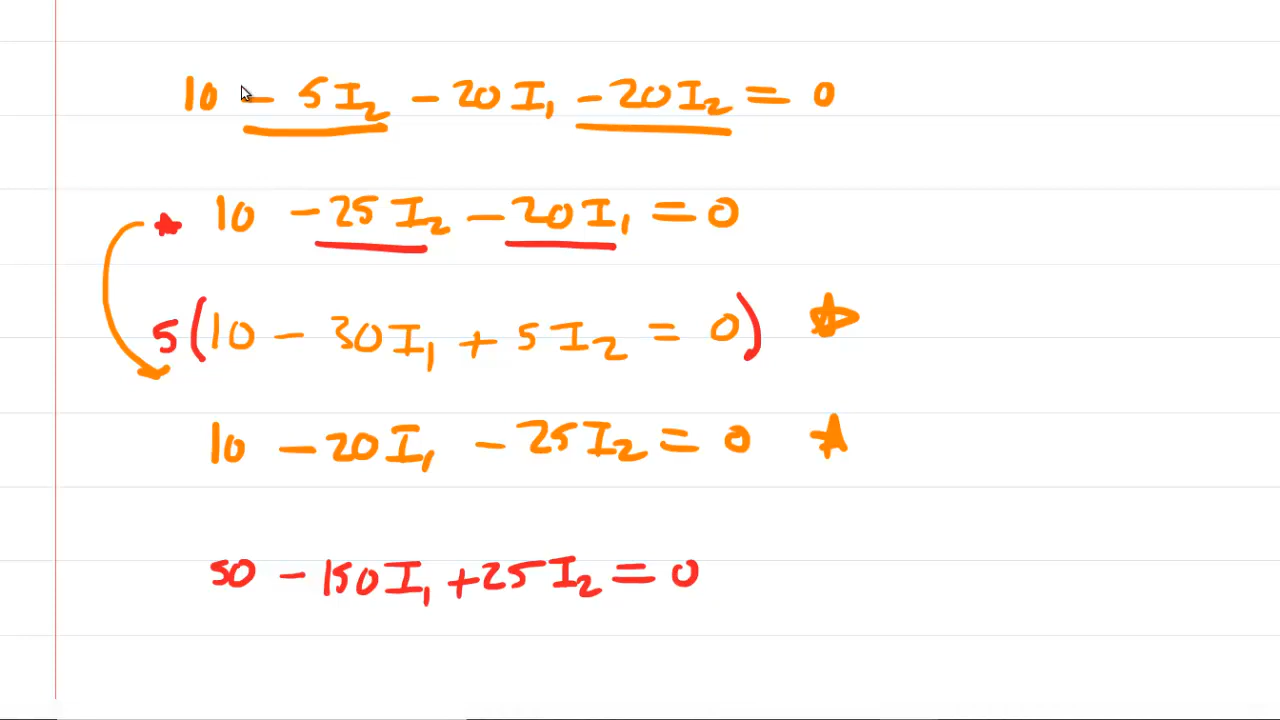 10 - 5I₂ - 20I₁ - 20I₂ = 0
10 - 25I₂ - 20I₁ = 0
5(10 - 30I₁ + 5I₂ = 0)
10 - 20I₁ - 25I₂ = 0
50 - 150I₁ + 25I₂ = 0